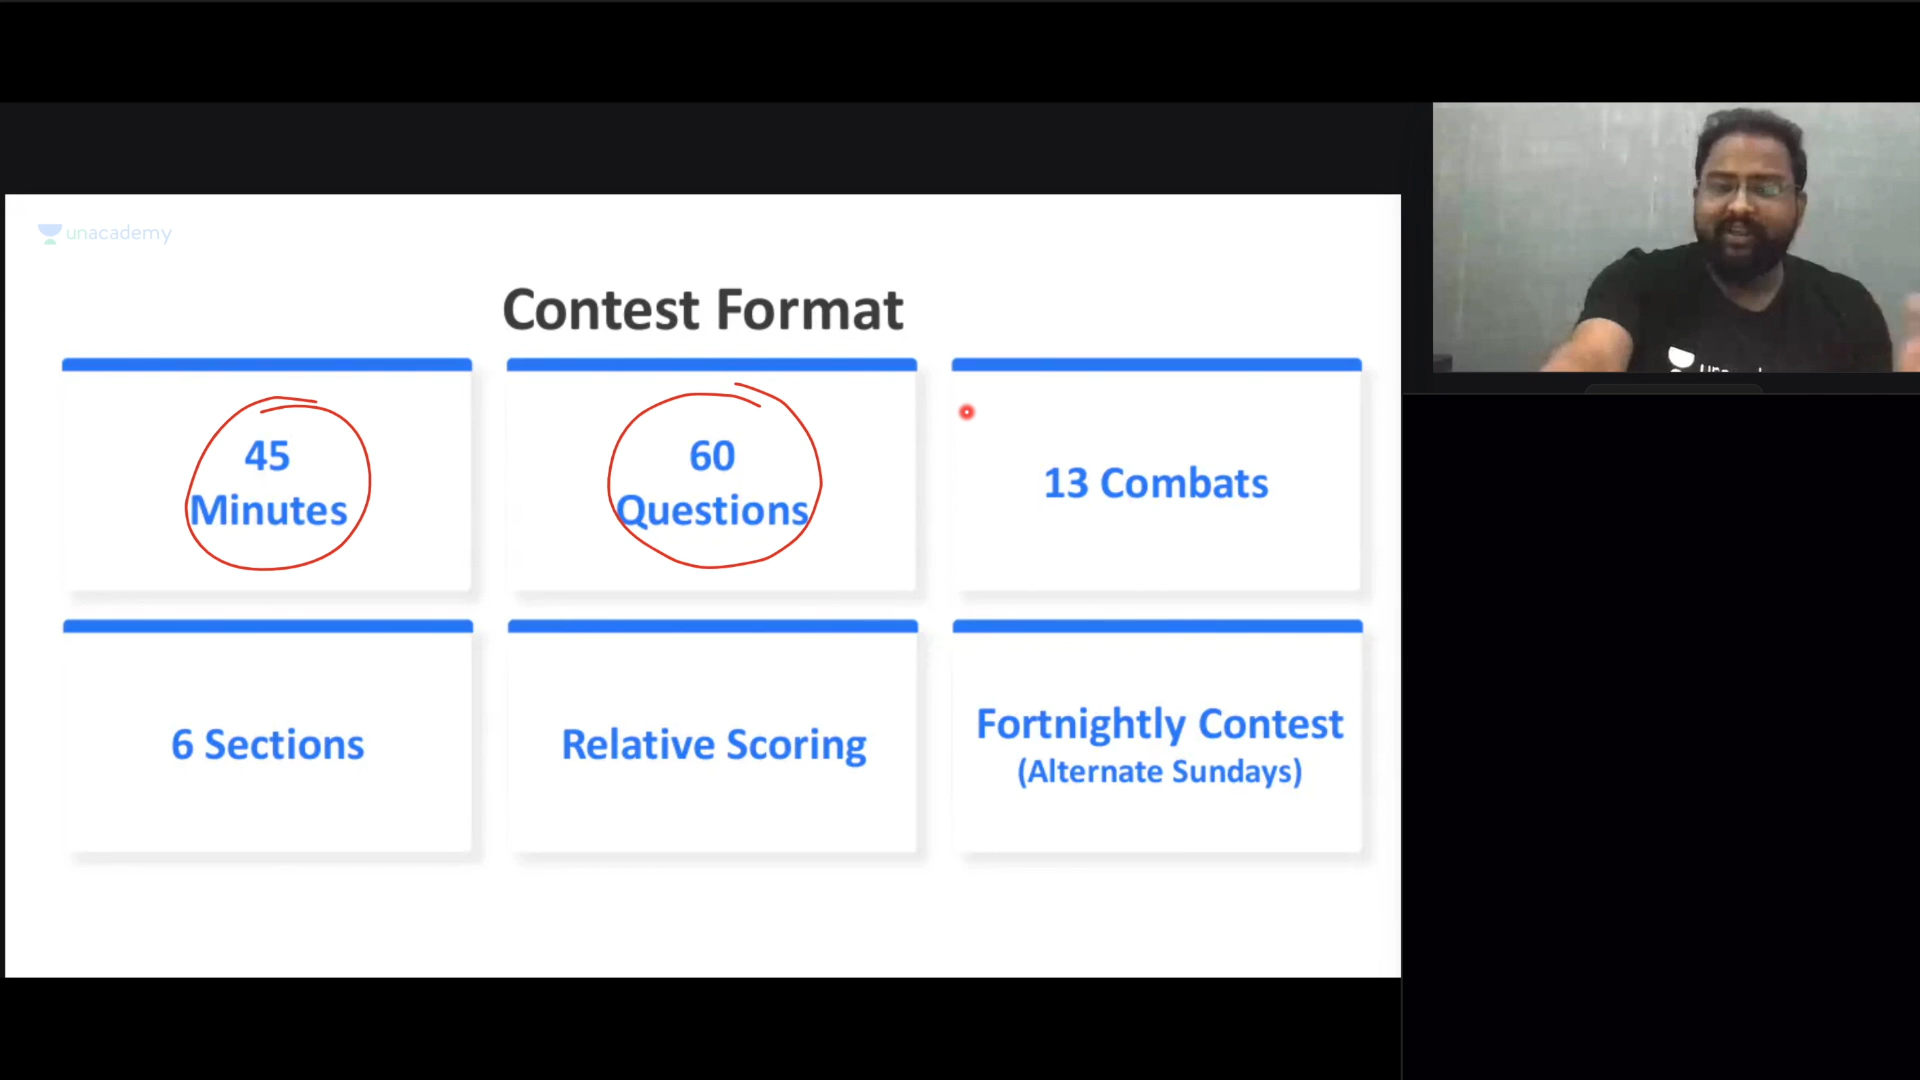 unacademy
Contest Format
45
Minutes
60
Questions
13 Combats
6 Sections
Relative Scoring
Fortnightly Contest
(Alternate Sundays)